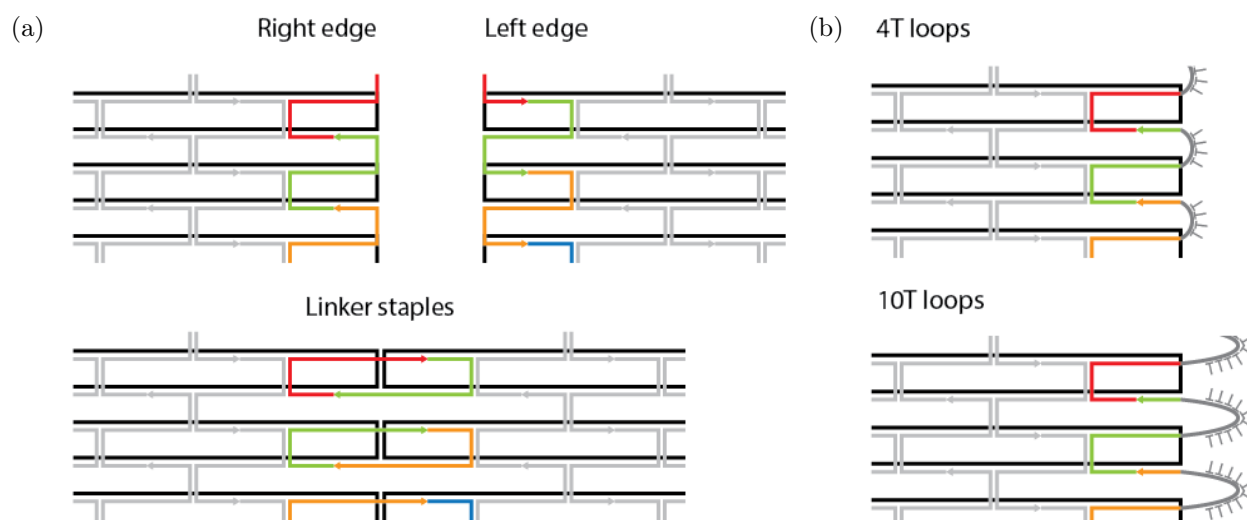 (a)
Right edge
Left edge
Linker staples
(b)
4T loops
10T loops